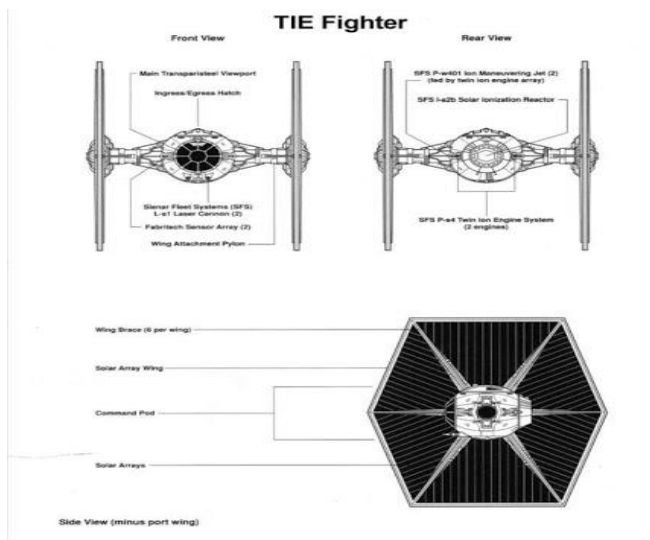 TIE Fighter
Front View
Main Transparisteel Viewport
Ingress/Egress Hatch
Sienar Fleet Systems (SFS)
L-s1 Laser Cannon (2)
Fabritech Sensor Array (2)
Wing Attachment Pylon
Rear View
SFS P-w401 Ion Maneuvering Jet (2)
(fed by twin ion engine array)
SFS I-a2b Solar Ionization Reactor
SFS P-s4 Twin Ion Engine System
(2 engines)
Wing Brace (6 per wing)
Solar Array Wing
Command Pod
Solar Arrays
Side View (minus port wing)